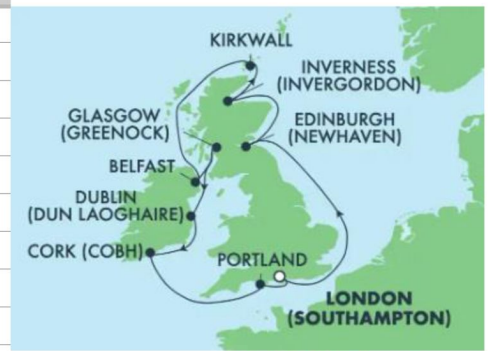 KIRKWALL
INVERNESS
(INVERGORDON)
GLASGOW
(GREENOCK)
EDINBURGH
(NEWHAVEN)
BELFAST
DUBLIN
(DUN LAOGHAIRE)
CORK (COBH)
PORTLAND
LONDON
(SOUTHAMPTON)